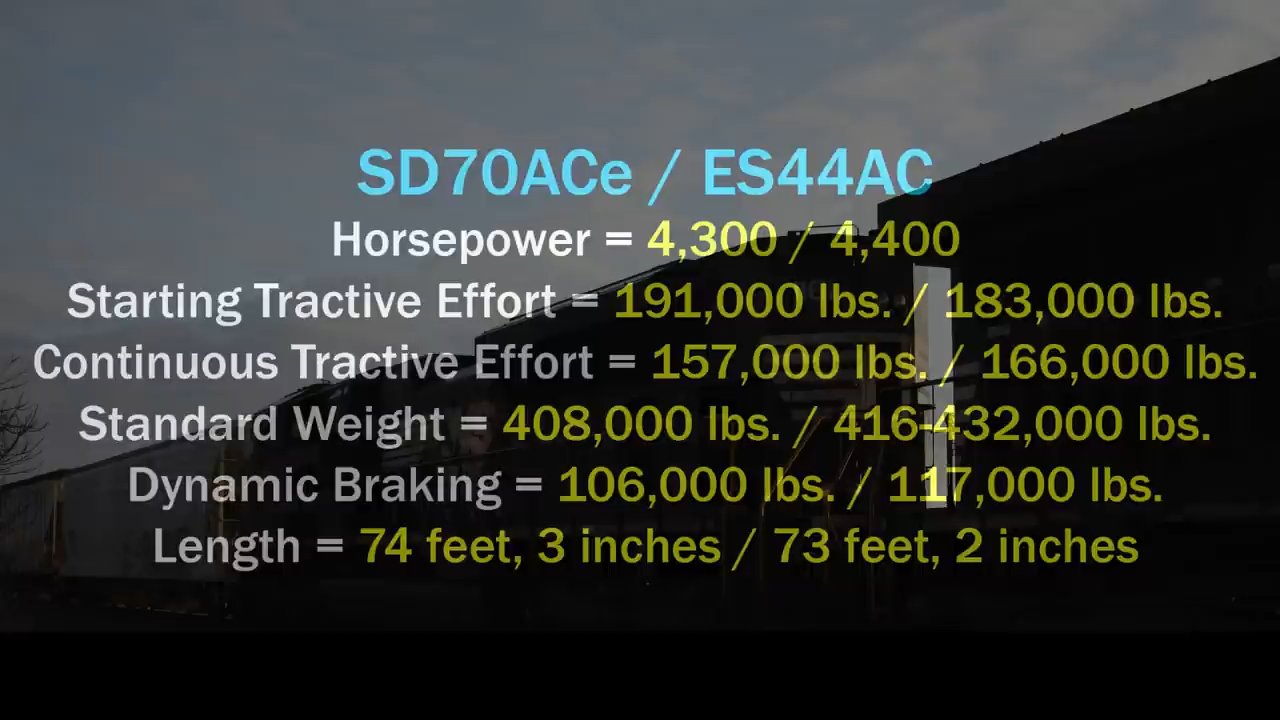 SD70ACe / ES44AC
Horsepower = 4,300 / 4,400
Starting Tractive Effort = 191,000 lbs. / 183,000 lbs.
Continuous Tractive Effort = 157,000 lbs. / 166,000 lbs.
Standard Weight = 408,000 lbs. / 416-432,000 lbs.
Dynamic Braking = 106,000 lbs. / 117,000 lbs.
Length = 74 feet, 3 inches / 73 feet, 2 inches